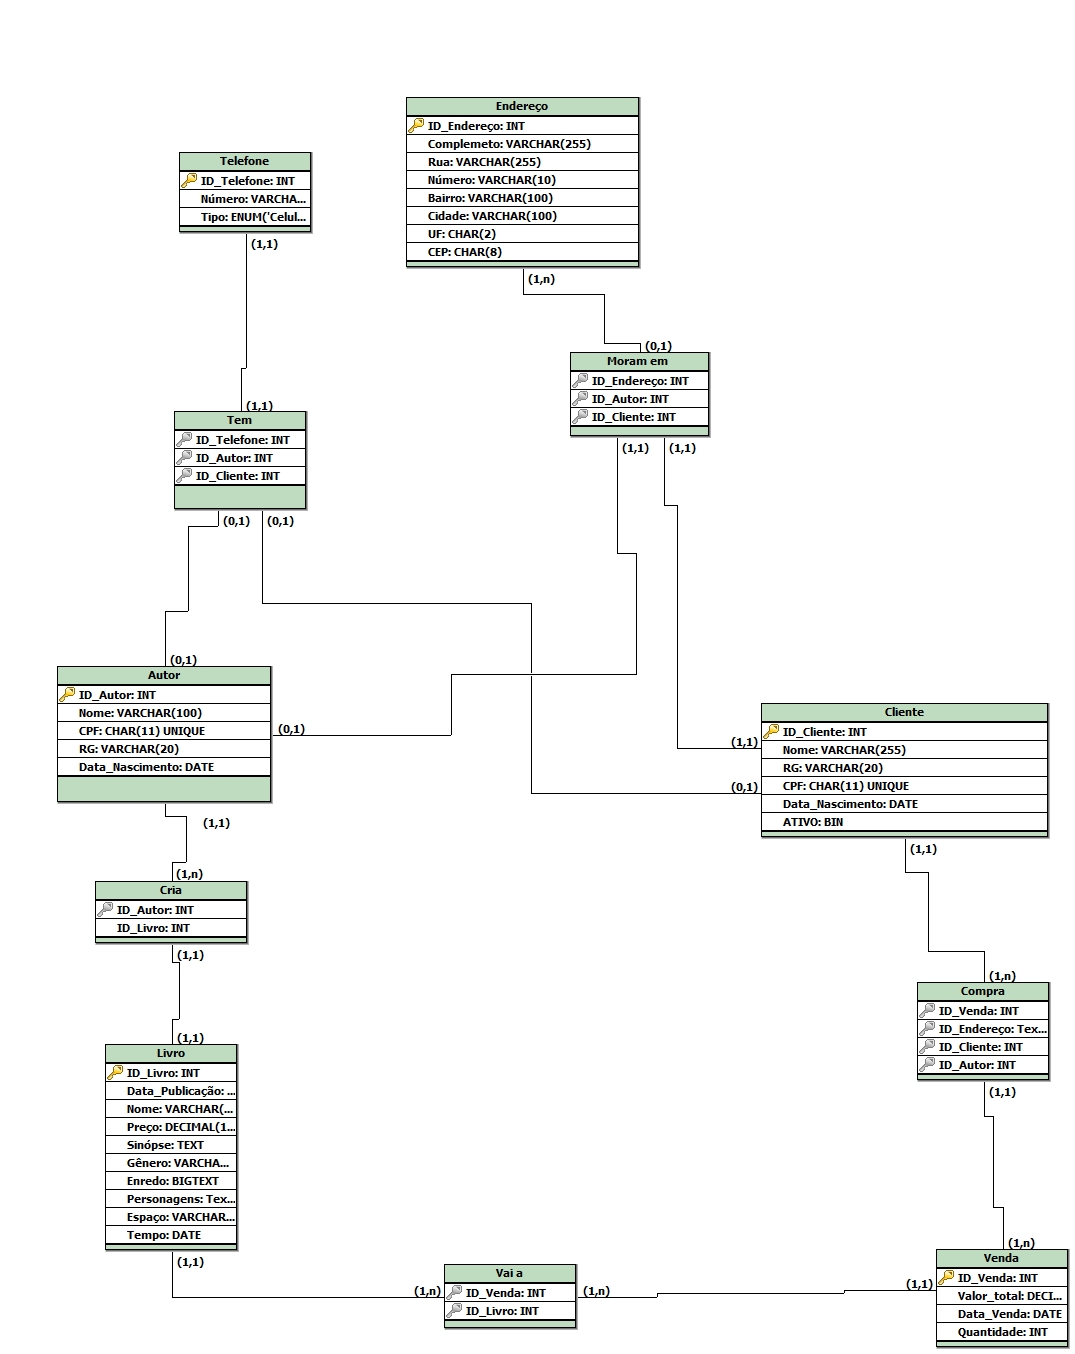 Endereço
ID_Endereço: INT
Complemeto: VARCHAR(255)
Rua: VARCHAR(255)
Número: VARCHAR(10)
Bairro: VARCHAR(100)
Cidade: VARCHAR(100)
UF: CHAR(2)
CEP: CHAR(8)
(1,n)
Telefone
ID_Telefone: INT
Número: VARCHA...
Tipo: ENUM('Celul...
(1,1)
(0,1)
Moram em
ID_Endereço: INT
ID_Autor: INT
ID_Cliente: INT
(1,1)
(1,1)
(1,1)
Tem
ID_Telefone: INT
ID_Autor: INT
ID_Cliente: INT
(0,1)
(0,1)
(0,1)
Autor
ID_Autor: INT
Nome: VARCHAR(100)
CPF: CHAR(11) UNIQUE
RG: VARCHAR(20)
Data_Nascimento: DATE
(0,1)
(1,1)
Cliente
ID_Cliente: INT
Nome: VARCHAR(255)
RG: VARCHAR(20)
CPF: CHAR(11) UNIQUE
Data_Nascimento: DATE
ATIVO: BIN
(1,1)
(0,1)
(1,1)
(1,n)
Cria
ID_Autor: INT
ID_Livro: INT
(1,1)
(1,n)
Compra
ID_Venda: INT
ID_Endereço: Tex...
ID_Cliente: INT
ID_Autor: INT
(1,1)
(1,1)
Livro
ID_Livro: INT
Data_Publicação: ...
Nome: VARCHAR(...
Preço: DECIMAL(1...
Sinópse: TEXT
Gênero: VARCHA...
Enredo: BIGTEXT
Personagens: Tex...
Espaço: VARCHAR...
Tempo: DATE
(1,1)
(1,n)
Vai a
ID_Venda: INT
ID_Livro: INT
(1,n)
(1,1)
(1,n)
Venda
ID_Venda: INT
Valor_total: DECI...
Data_Venda: DATE
Quantidade: INT